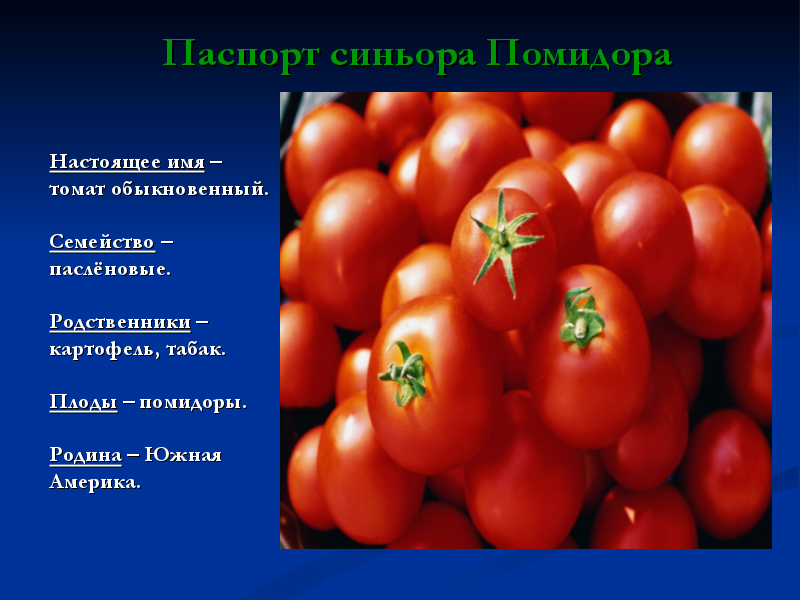 Паспорт синьора Помидора
Настоящее имя –
томат обыкновенный.
Семейство –
паслёновые.
Родственники –
картофель, табак.
Плоды – помидоры.
Родина – Южная
Америка.